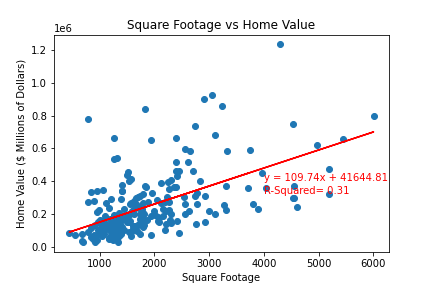 Square Footage vs Home Value
1e6
1.2
1.0
0.8
0.6
0.4
0.2
0.0
Home Value ($ Millions of Dollars)
y = 109.74x + 41644.81
R-Squared= 0.31
1000 2000 3000 4000 5000 6000
Square Footage